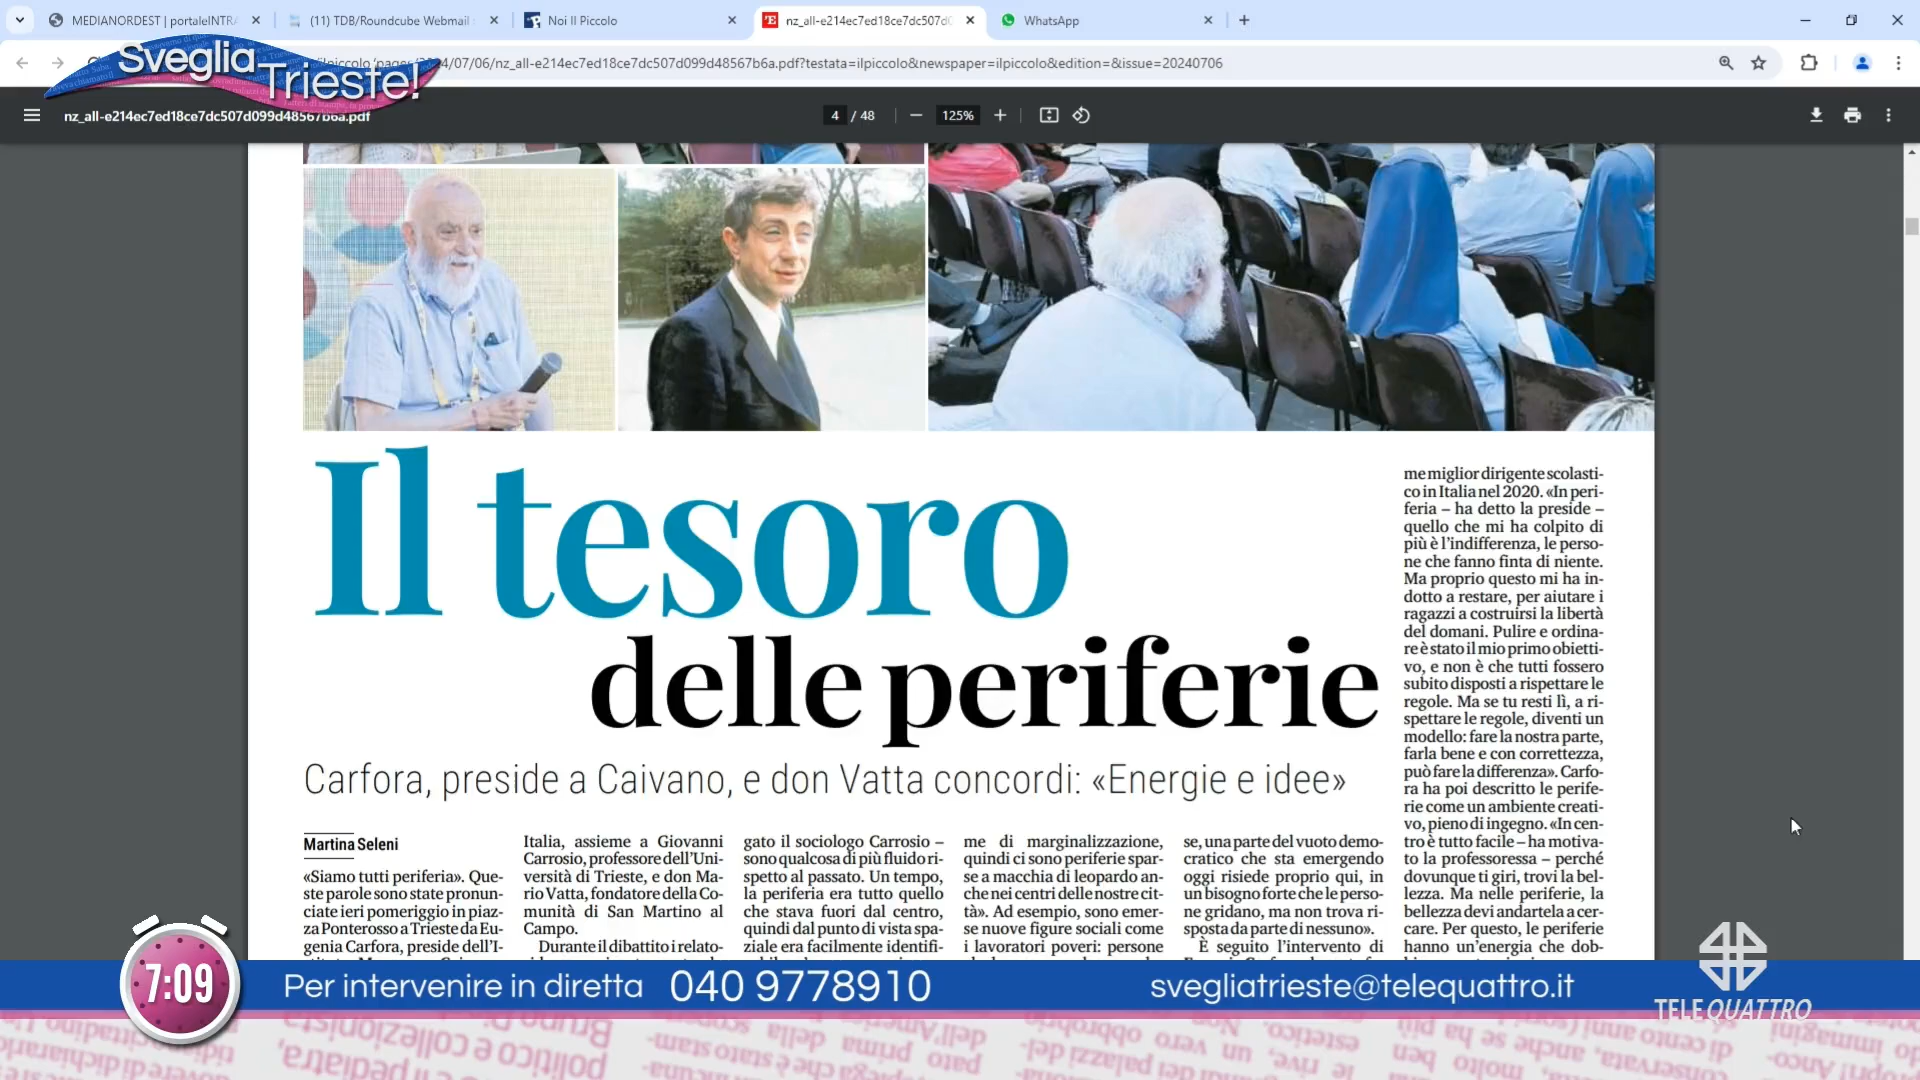 MEDIANORDEST | portaleINTRA
(11) TDB/Roundcube Webmail
Noi Il Piccolo
nz_all-e214ec7ed18ce7dc507d0
WhatsApp
Sveglia
Trieste!
/07/06/nz_all-e214ec7ed18ce7dc507d099d48567b6a.pdf?testata=ilpiccolo&newspaper=ilpiccolo&edition=&issue=20240706
nz_all-e214ec7ed18ce7dc507d099d48567b6a.pdf
4 / 48
125%
Il tesoro
delle periferie
Carfora, preside a Caivano, e don Vatta concordi: «Energie e idee»
Martina Seleni
«Siamo tutti periferia». Que-
ste parole sono state pronun-
ciate ieri pomeriggio in piaz-
za Ponterosso a Trieste da Eu-
genia Carfora, preside dell'I-
Italia, assieme a Giovanni
Carrosio, professore dell'Uni-
versità di Trieste, e don Ma-
rio Vatta, fondatore della Co-
munità di San Martino al
Campo.
Durante il dibattito i relato-
gato il sociologo Carrosio –
sono qualcosa di più fluido ri-
spetto al passato. Un tempo,
la periferia era tutto quello
che stava fuori dal centro,
quindi dal punto di vista spa-
ziale era facilmente identifi-
me di marginalizzazione,
quindi ci sono periferie spar-
se a macchia di leopardo an-
che nei centri delle nostre cit-
tà». Ad esempio, sono emer-
se nuove figure sociali come
i lavoratori poveri: persone
se, una parte del vuoto demo-
cratico che sta emergendo
oggi risiede proprio qui, in
un bisogno forte che le perso-
ne gridano, ma non trova ri-
sposta da parte di nessuno».
È seguito l'intervento di
me miglior dirigente scolasti-
co in Italia nel 2020. «In peri-
feria – ha detto la preside –
quello che mi ha colpito di
più è l'indifferenza, le perso-
ne che fanno finta di niente.
Ma proprio questo mi ha in-
dotto a restare, per aiutare i
ragazzi a costruirsi la libertà
del domani. Pulire e ordina-
re è stato il mio primo obietti-
vo, e non è che tutti fossero
subito disposti a rispettare le
regole. Ma se tu resti lì, a ri-
spettare le regole, diventi un
modello: fare la nostra parte,
farla bene e con correttezza,
può fare la differenza». Carfo-
ra ha poi descritto le perife-
rie come un ambiente creati-
vo, pieno di ingegno. «In cen-
tro è tutto facile – ha motiva-
to la professoressa – perché
dovunque ti giri, trovi la bel-
lezza. Ma nelle periferie, la
bellezza devi andartela a cer-
care. Per questo, le periferie
hanno un'energia che dob-
7:09
Per intervenire in diretta 040 9778910
svegliatrieste@telequattro.it
TELEQUATTRO